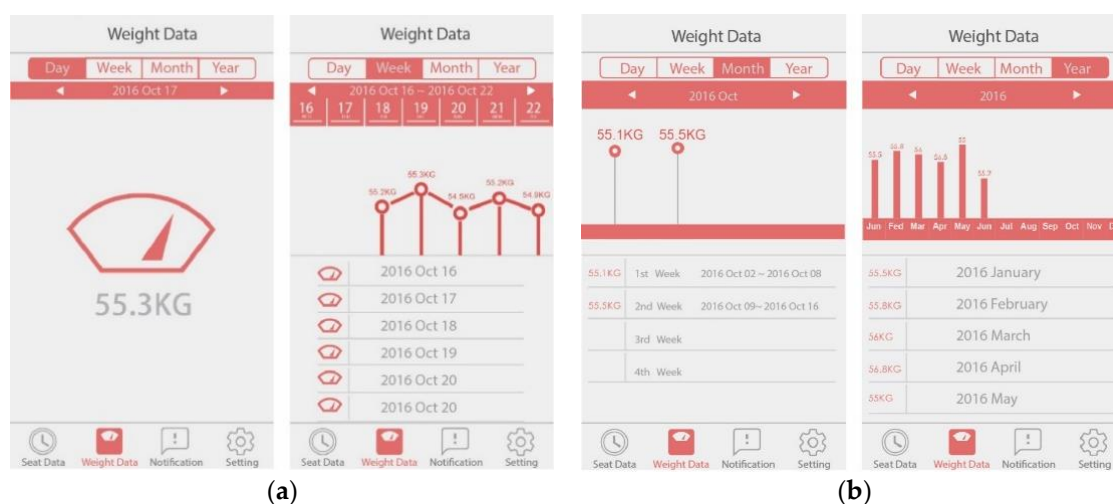 Weight Data
Day Week Month Year
2016 Oct 17
55.3KG
Seat Data Weight Data Notification Setting
Weight Data
Day Week Month Year
2016 Oct 16 ~ 2016 Oct 22
16 17 18 19 20 21 22
55.2KG 55.3KG 54.5KG 55.2KG 54.9KG
2016 Oct 16
2016 Oct 17
2016 Oct 18
2016 Oct 19
2016 Oct 20
2016 Oct 20
Seat Data Weight Data Notification Setting
(a)
Weight Data
Day Week Month Year
2016 Oct
55.1KG 55.5KG
55.1KG 1st Week 2016 Oct 02 ~ 2016 Oct 08
55.5KG 2nd Week 2016 Oct 09~ 2016 Oct 16
3rd Week
4th Week
Seat Data Weight Data Notification Setting
Weight Data
Day Week Month Year
2016
55.8 56 55
Jun Fed Mar Apr May Jun Jul Aug Sep Oct Nov D
55.5KG 2016 January
55.8KG 2016 February
56KG 2016 March
56.8KG 2016 April
55KG 2016 May
Seat Data Weight Data Notification Setting
(b)